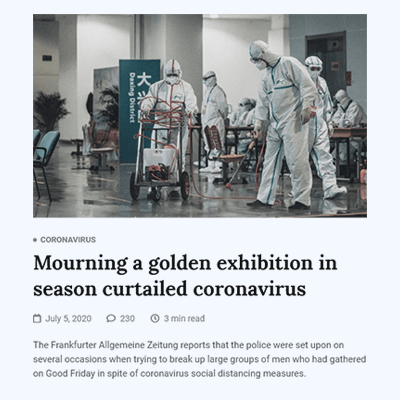 大兴
Daxing District
CORONAVIRUS
Mourning a golden exhibition in
season curtailed coronavirus
July 5, 2020 230 3 min read
The Frankfurter Allgemeine Zeitung reports that the police were set upon on
several occasions when trying to break up large groups of men who had gathered
on Good Friday in spite of coronavirus social distancing measures.